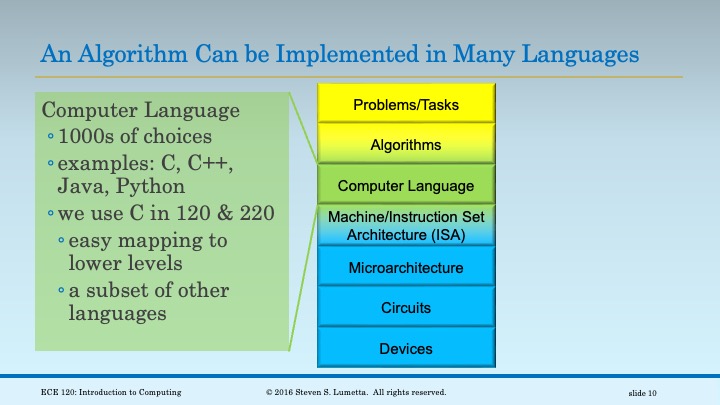 An Algorithm Can be Implemented in Many Languages
Computer Language
◦ 1000s of choices
◦ examples: C, C++,
Java, Python
◦ we use C in 120 & 220
◦ easy mapping to
lower levels
◦ a subset of other
languages
Problems/Tasks
Algorithms
Computer Language
Machine/Instruction Set
Architecture (ISA)
Microarchitecture
Circuits
Devices
ECE 120: Introduction to Computing
© 2016 Steven S. Lumetta. All rights reserved.
slide 10